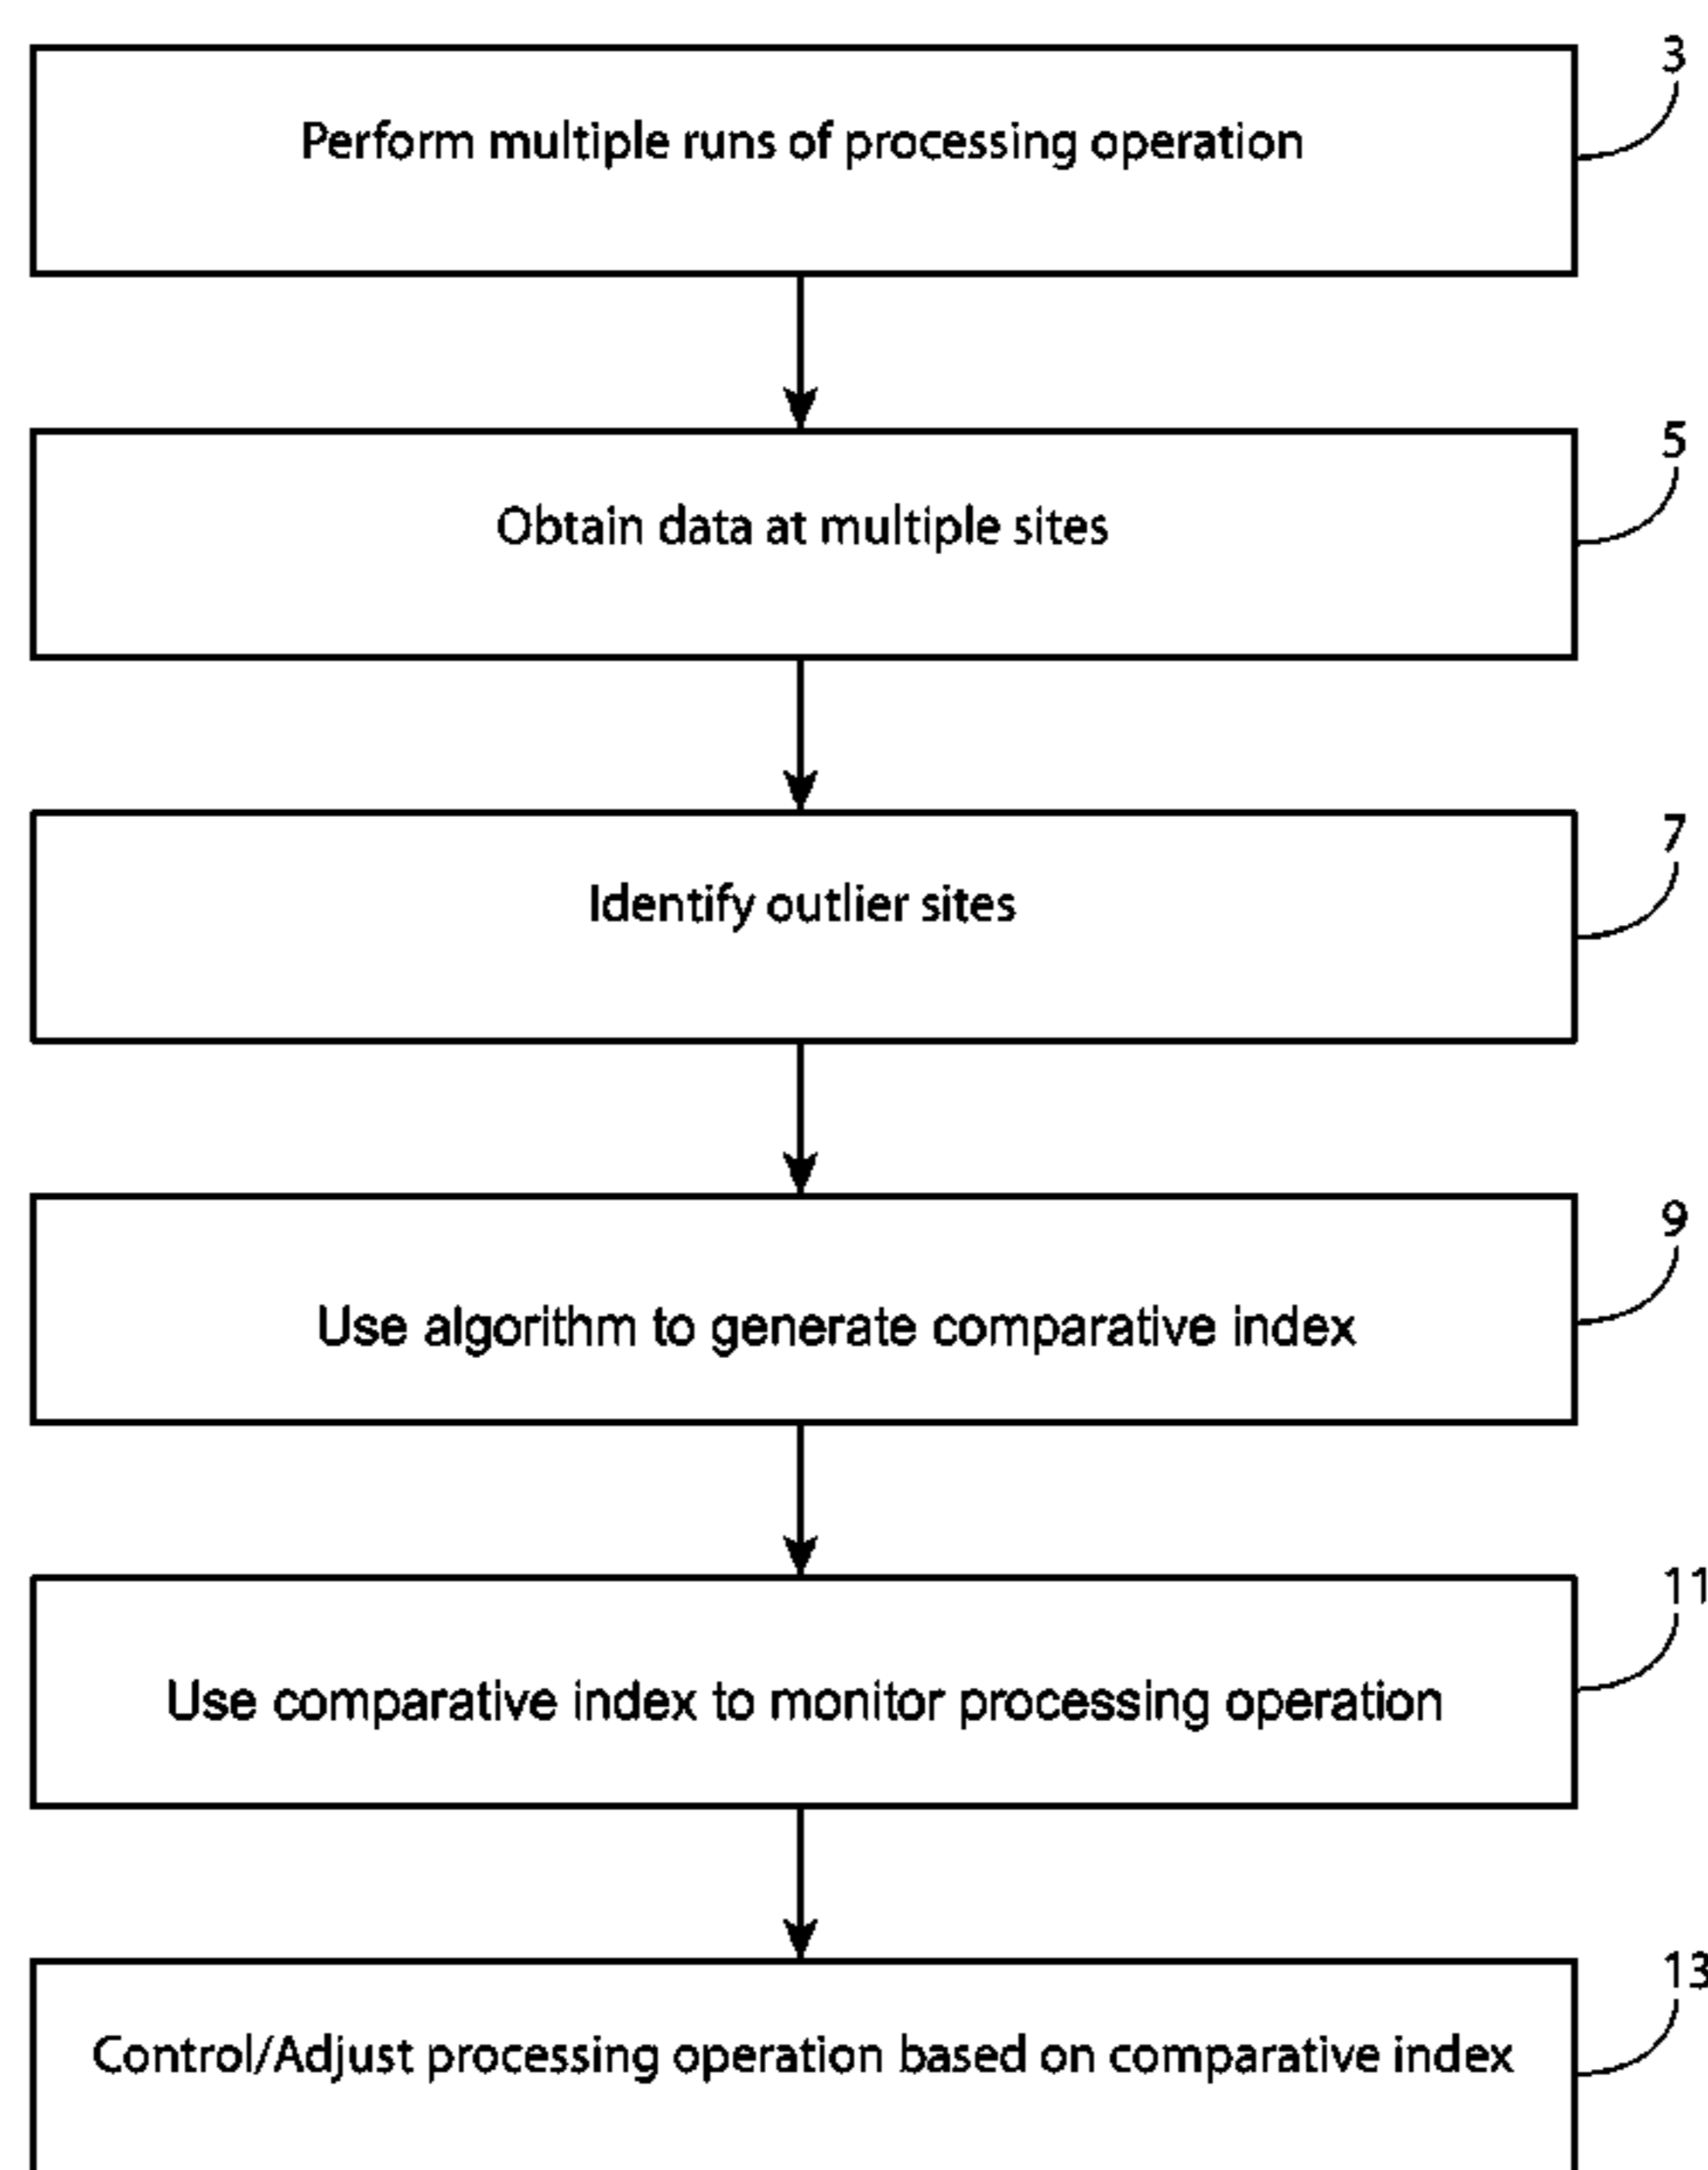 3
Perform multiple runs of processing operation
5
Obtain data at multiple sites
7
Identify outlier sites
9
Use algorithm to generate comparative index
11
Use comparative index to monitor processing operation
13
Control/Adjust processing operation based on comparative index